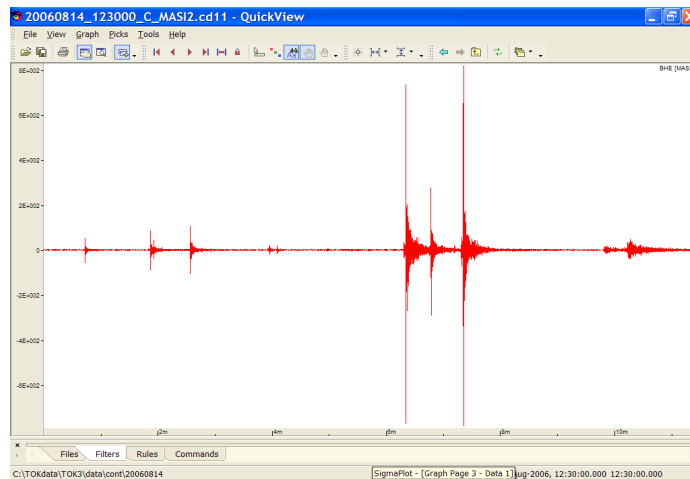 20060814_123000_C_MASI2.cd11 - QuickView
File View Graph Picks Tools Help
8E+002
BHE [MAS
6E+002
4E+002
2E+002
0
-2E+002
-4E+002
-6E+002
2m 4m 6m 8m 10m
Files Filters Rules Commands
C:\TOKdata\TOK3\data\cont\20060814 SigmaPlot - [Graph Page 3 - Data 1] ug-2006, 12:30:00.000 12:30:00.000